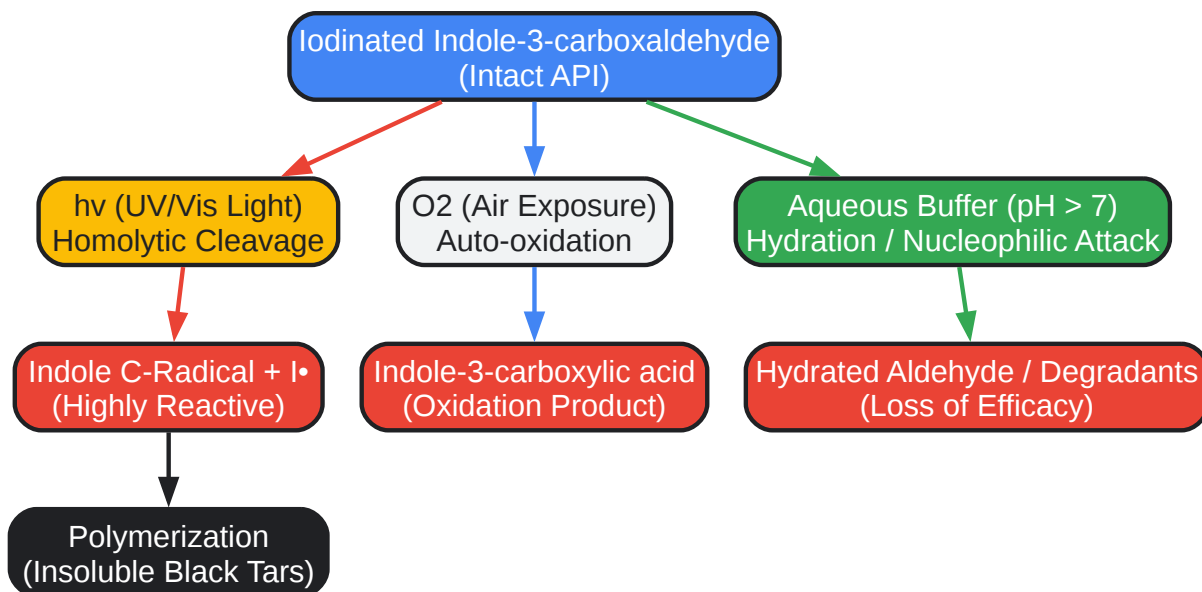 Iodinated Indole-3-carboxaldehyde
(Intact API)
hv (UV/Vis Light)
Homolytic Cleavage
O2 (Air Exposure)
Auto-oxidation
Aqueous Buffer (pH > 7)
Hydration / Nucleophilic Attack
Indole C-Radical + I•
(Highly Reactive)
Indole-3-carboxylic acid
(Oxidation Product)
Hydrated Aldehyde / Degradants
(Loss of Efficacy)
Polymerization
(Insoluble Black Tars)